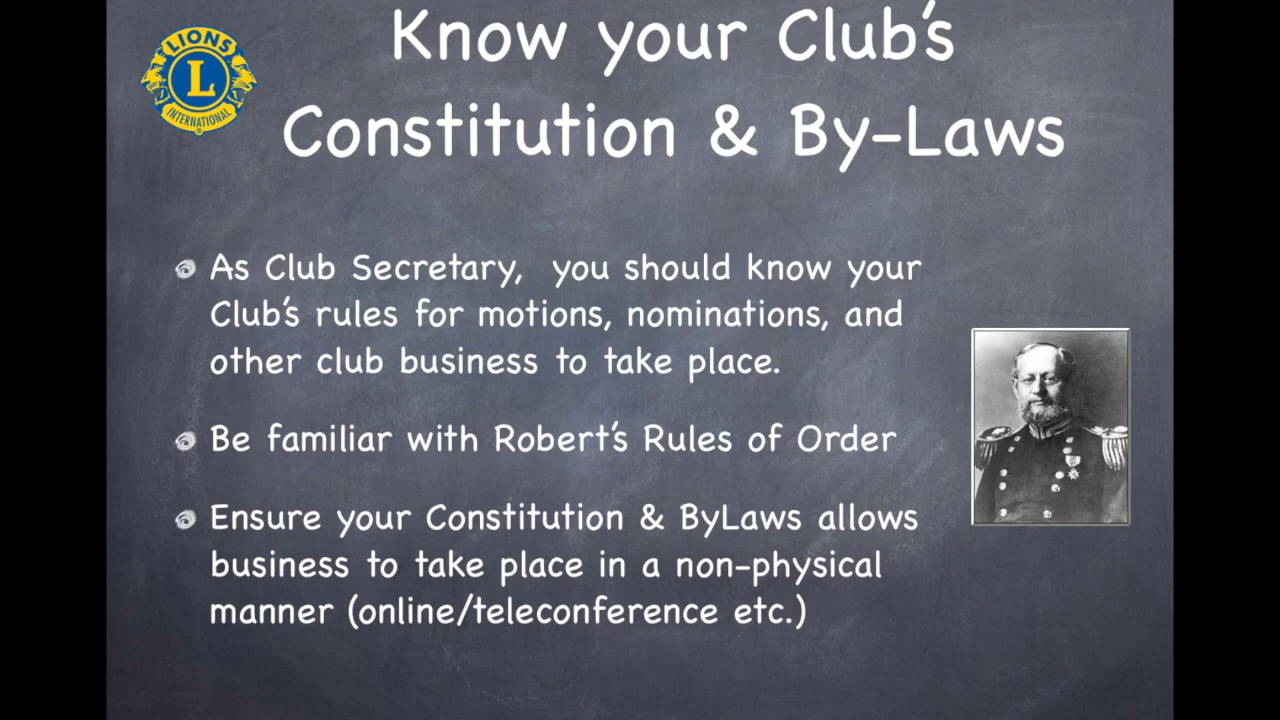 LIONS
L
INTERNATIONAL
®
Know your Club's
Constitution & By-Laws
As Club Secretary,  you should know your
Club's rules for motions, nominations, and
other club business to take place.
Be familiar with Robert's Rules of Order
Ensure your Constitution & ByLaws allows
business to take place in a non-physical
manner (online/teleconference etc.)